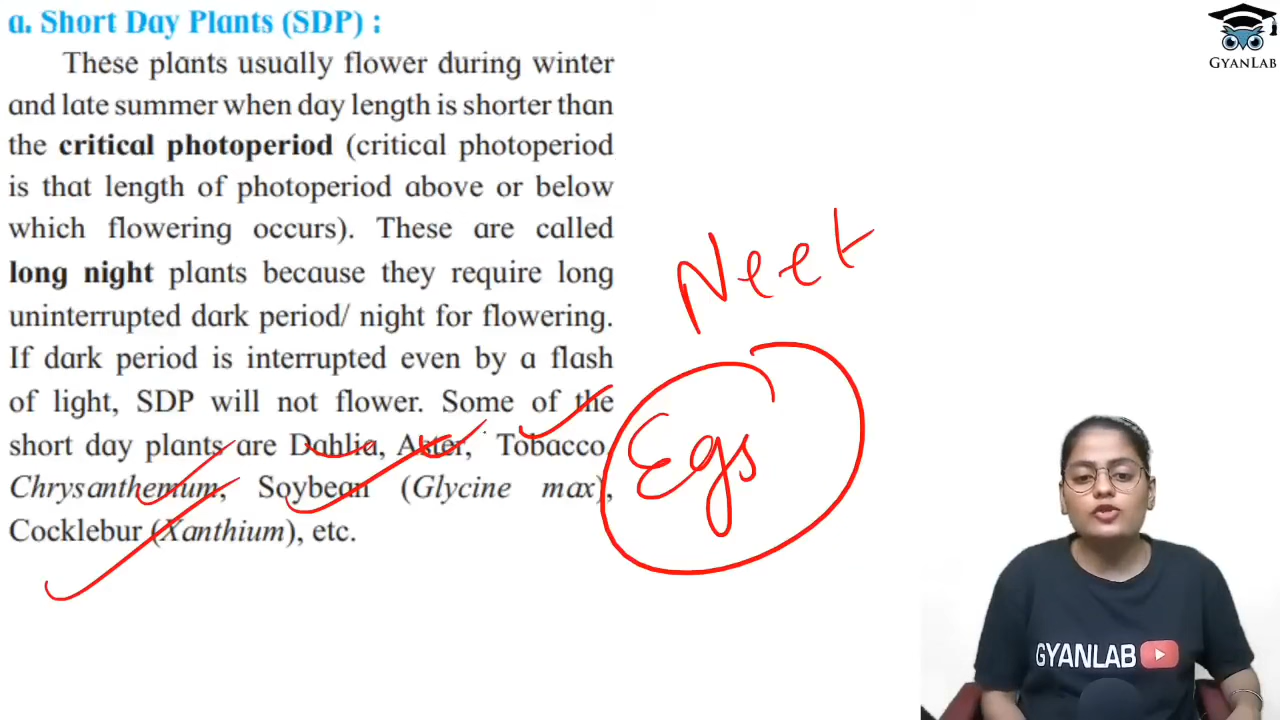 a. Short Day Plants (SDP) :
These plants usually flower during winter
and late summer when day length is shorter than
the critical photoperiod (critical photoperiod
is that length of photoperiod above or below
which flowering occurs). These are called
long night plants because they require long
uninterrupted dark period/ night for flowering.
If dark period is interrupted even by a flash
of light, SDP will not flower. Some of the
short day plants are Dahlia, Aster, Tobacco,
Chrysanthemum, Soybean (Glycine max),
Cocklebur (Xanthium), etc.
Neet
Egs
GYANLAB
GYANLAB